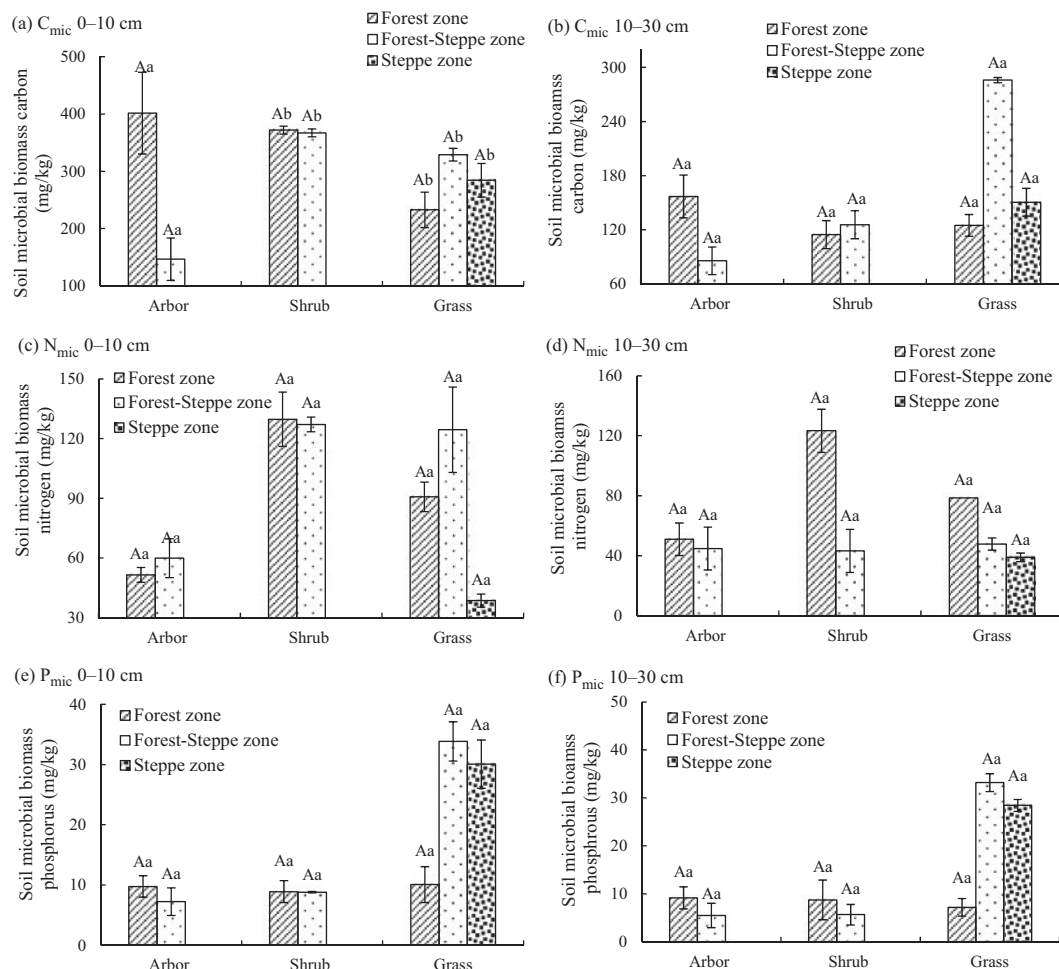 (a) Cmic 0–10 cm
Forest zone
Forest-Steppe zone
Steppe zone
Soil microbial biomass carbon
(mg/kg)
500
400
300
200
100
Aa
Aa
Ab
Ab
Ab
Ab
Ab
Arbor
Shrub
Grass
(b) Cmic 10–30 cm
Forest zone
Forest-Steppe zone
Steppe zone
Soil microbial bioamss
carbon (mg/kg)
300
240
180
120
60
Aa
Aa
Aa
Aa
Aa
Aa
Aa
Arbor
Shrub
Grass
(c) Nmic 0–10 cm
Forest zone
Forest-Steppe zone
Steppe zone
Soil microbial biomass
nitrogen (mg/kg)
150
120
90
60
30
Aa
Aa
Aa
Aa
Aa
Aa
Aa
Arbor
Shrub
Grass
(d) Nmic 10–30 cm
Forest zone
Forest-Steppe zone
Steppe zone
Soil microbial bioamss
nitrogen (mg/kg)
160
120
80
40
0
Aa
Aa
Aa
Aa
Aa
Aa
Aa
Arbor
Shrub
Grass
(e) Pmic 0–10 cm
Forest zone
Forest-Steppe zone
Steppe zone
Soil microbial biomass
phosphorus (mg/kg)
40
30
20
10
0
Aa
Aa
Aa
Aa
Aa
Aa
Aa
Arbor
Shrub
Grass
(f) Pmic 10–30 cm
Forest zone
Forest-Steppe zone
Steppe zone
Soil microbial bioamss
phosphrous (mg/kg)
50
40
30
20
10
0
Aa
Aa
Aa
Aa
Aa
Aa
Aa
Arbor
Shrub
Grass